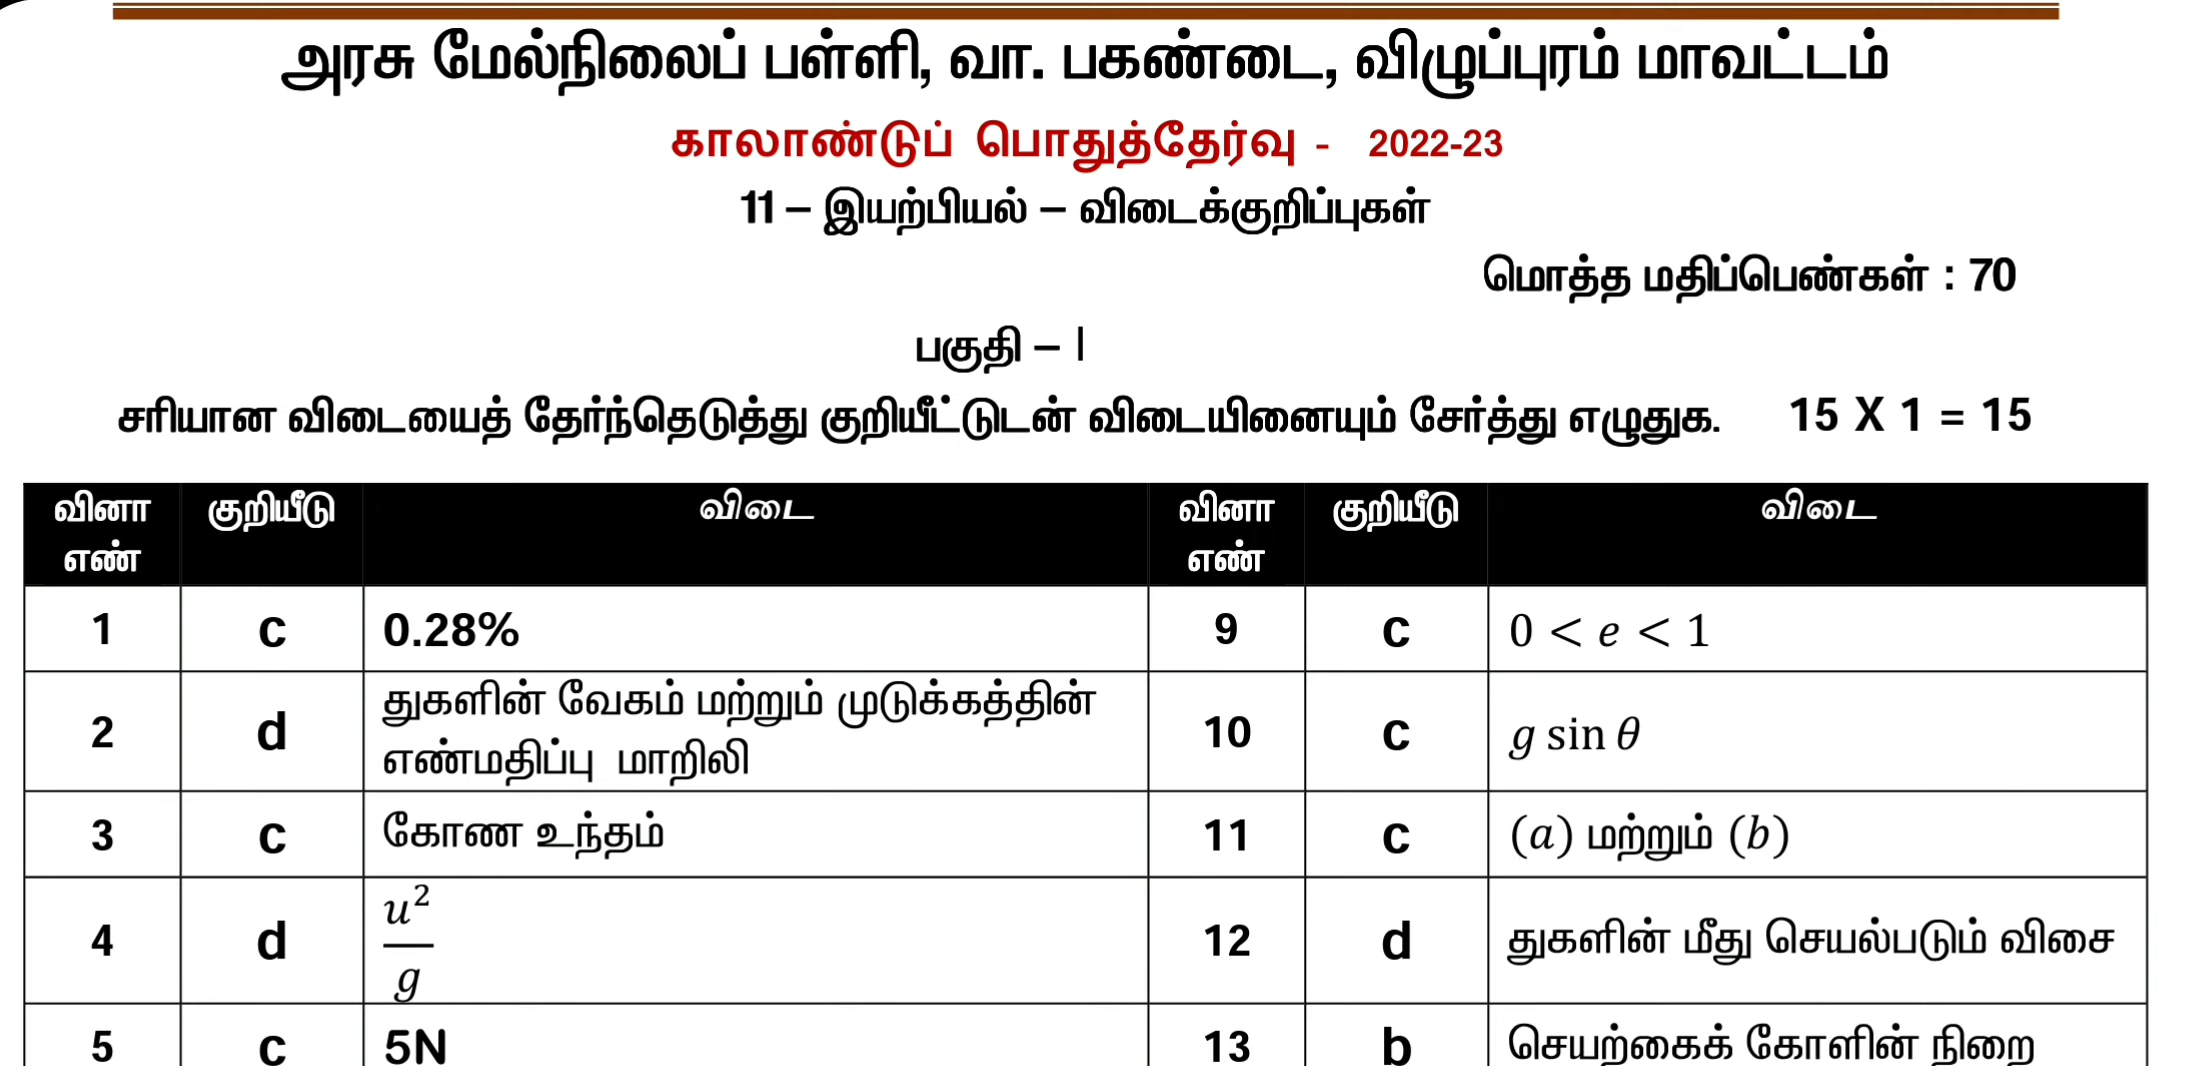 அரசு மேல்நிலைப் பள்ளி, வா. பகண்டை, விழுப்புரம் மாவட்டம்
காலாண்டுப் பொதுத்தேர்வு - 2022-23
11 – இயற்பியல் – விடைக்குறிப்புகள்
மொத்த மதிப்பெண்கள் : 70
பகுதி – I
சரியான விடையைத் தேர்ந்தெடுத்து குறியீட்டுடன் விடையினையும் சேர்த்து எழுதுக. 15 X 1 = 15
வினா எண் குறியீடு விடை வினா எண் குறியீடு விடை
1 c 0.28% 9 c 0 < e < 1
2 d துகளின் வேகம் மற்றும் முடுக்கத்தின் எண்மதிப்பு மாறிலி 10 c g sin θ
3 c கோண உந்தம் 11 c (a) மற்றும் (b)
4 d u²/g 12 d துகளின் மீது செயல்படும் விசை
5 c 5N 13 b செயற்கைக் கோளின் நிறை